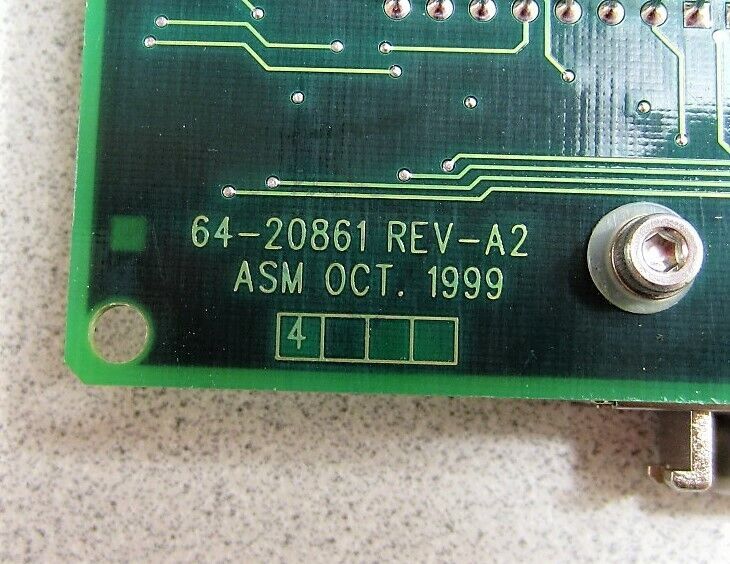 64-20861 REV-A2
ASM OCT. 1999
4